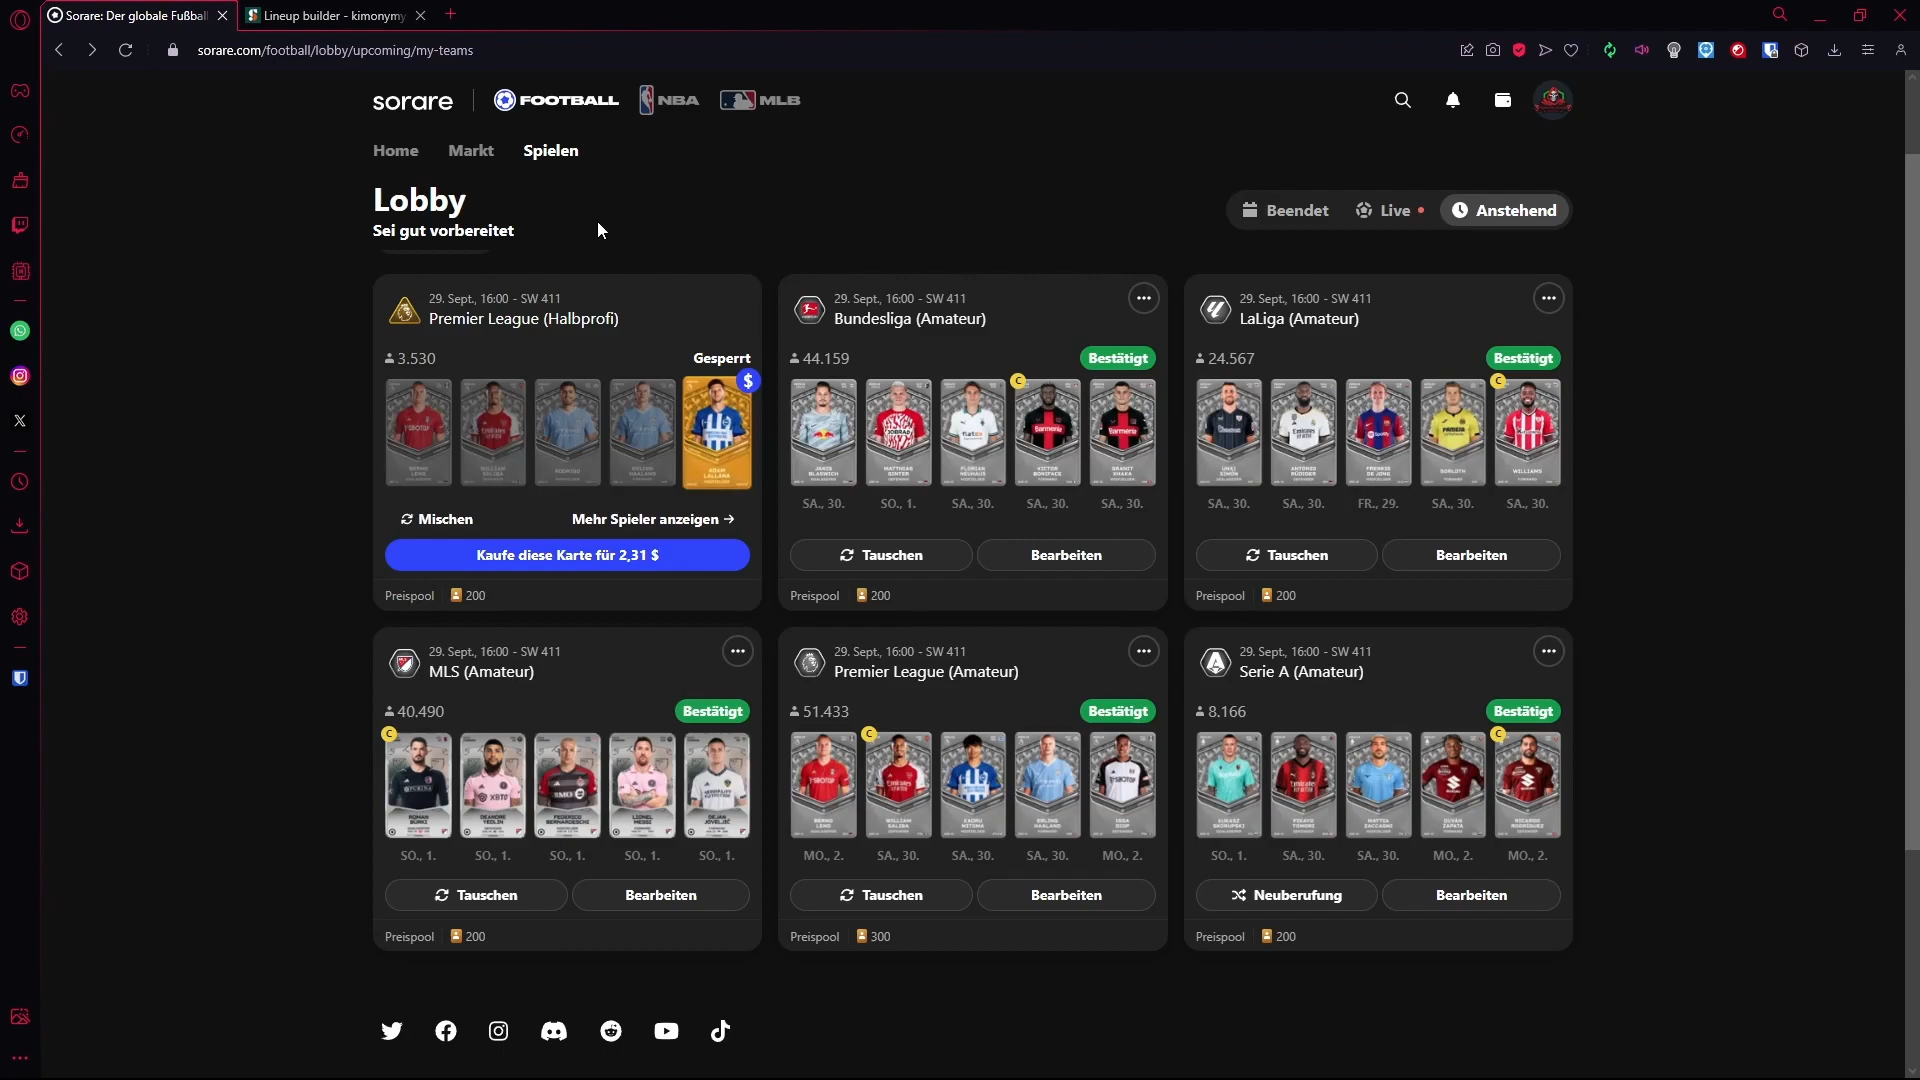 Sorare: Der globale Fußbal
Lineup builder - kimonymy
sorare.com/football/lobby/upcoming/my-teams
sorare
FOOTBALL
NBA
MLB
Home
Markt
Spielen
Lobby
Sei gut vorbereitet
Beendet
Live
Anstehend
29. Sept., 16:00 - SW 411
Premier League (Halbprofi)
3.530
Gesperrt
Mischen
Mehr Spieler anzeigen →
Kaufe diese Karte für 2,31 $
Preispool
200
29. Sept., 16:00 - SW 411
Bundesliga (Amateur)
44.159
Bestätigt
SA., 30.
SO., 1.
SA., 30.
SA., 30.
SA., 30.
Tauschen
Bearbeiten
Preispool
200
29. Sept., 16:00 - SW 411
LaLiga (Amateur)
24.567
Bestätigt
SA., 30.
SA., 30.
FR., 29.
SA., 30.
SA., 30.
Tauschen
Bearbeiten
Preispool
200
29. Sept., 16:00 - SW 411
MLS (Amateur)
40.490
Bestätigt
SO., 1.
SO., 1.
SO., 1.
SO., 1.
SO., 1.
Tauschen
Bearbeiten
Preispool
200
29. Sept., 16:00 - SW 411
Premier League (Amateur)
51.433
Bestätigt
MO., 2.
SA., 30.
SA., 30.
SA., 30.
MO., 2.
Tauschen
Bearbeiten
Preispool
300
29. Sept., 16:00 - SW 411
Serie A (Amateur)
8.166
Bestätigt
SO., 1.
SA., 30.
SA., 30.
MO., 2.
MO., 2.
Neuberufung
Bearbeiten
Preispool
200